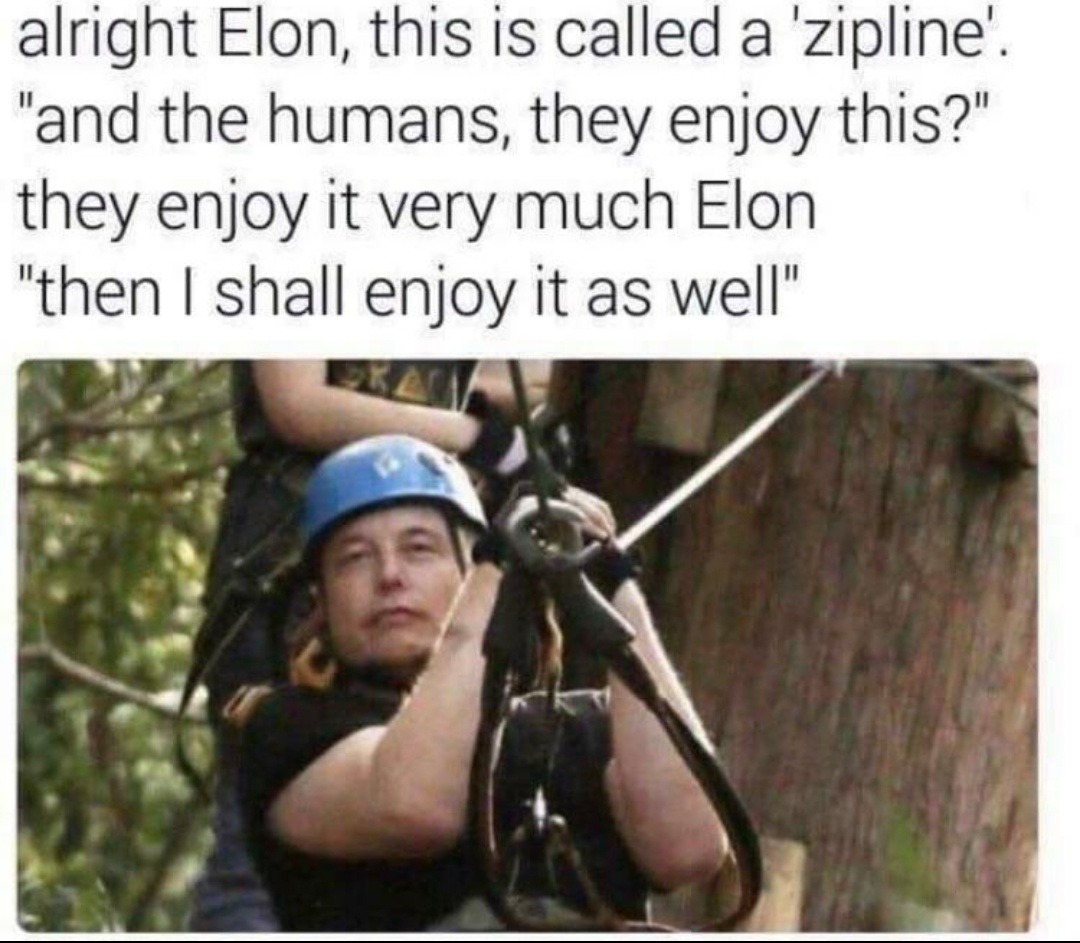 alright Elon, this is called a 'zipline'.
"and the humans, they enjoy this?"
they enjoy it very much Elon
"then I shall enjoy it as well"